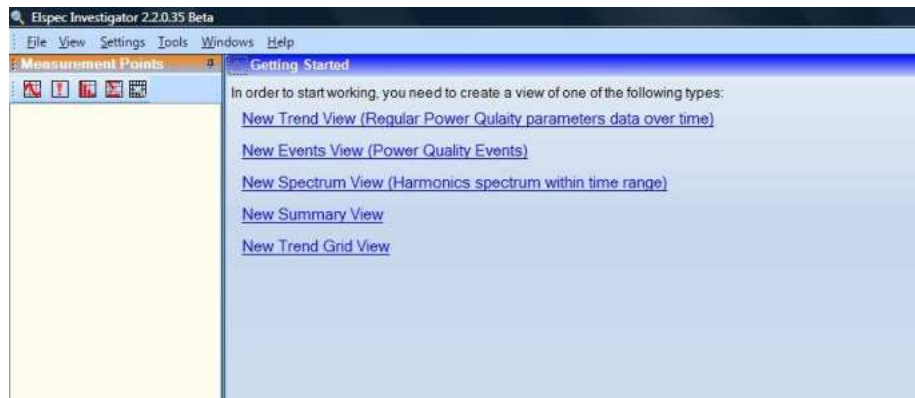 Elspec Investigator 2.2.0.35 Beta
File View Settings Tools Windows Help
Measurement Points
Getting Started
In order to start working, you need to create a view of one of the following types:
New Trend View (Regular Power Qulaity parameters data over time)
New Events View (Power Quality Events)
New Spectrum View (Harmonics spectrum within time range)
New Summary View
New Trend Grid View